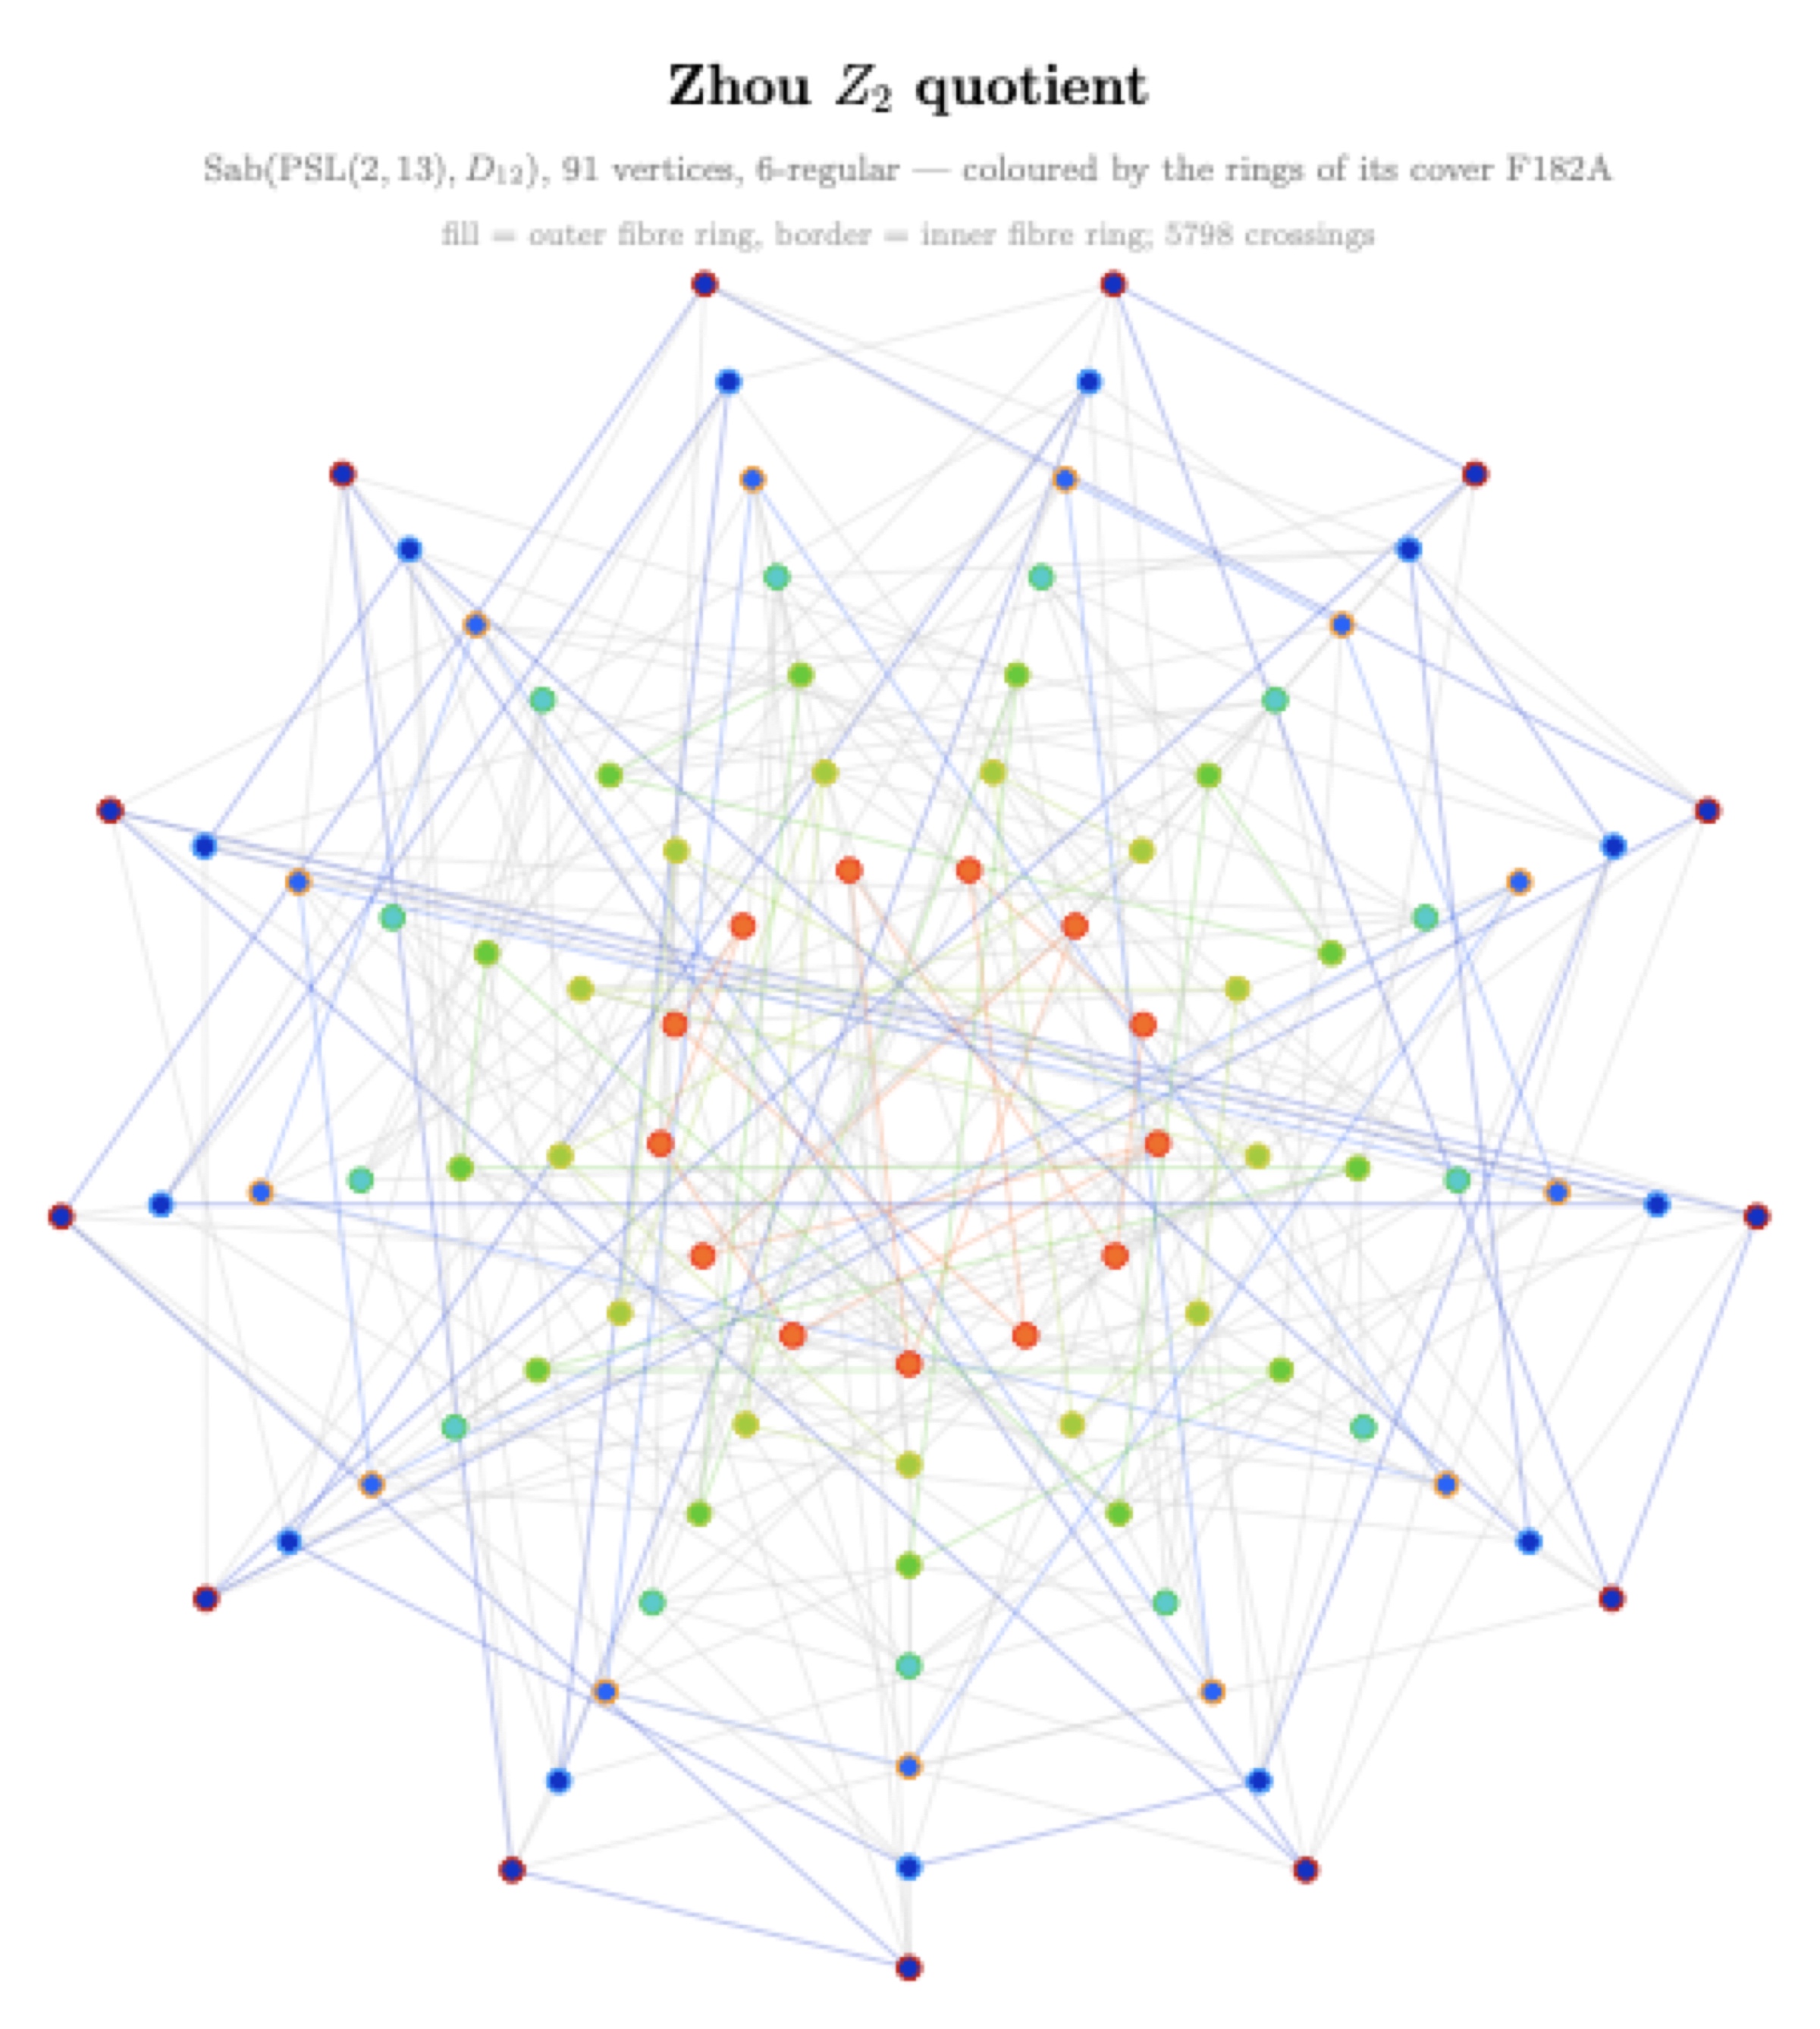 Zhou Z₂ quotient
Sab(PSL(2, 13), D₁₂), 91 vertices, 6-regular — coloured by the rings of its cover F182A
fill = outer fibre ring, border = inner fibre ring; 5798 crossings